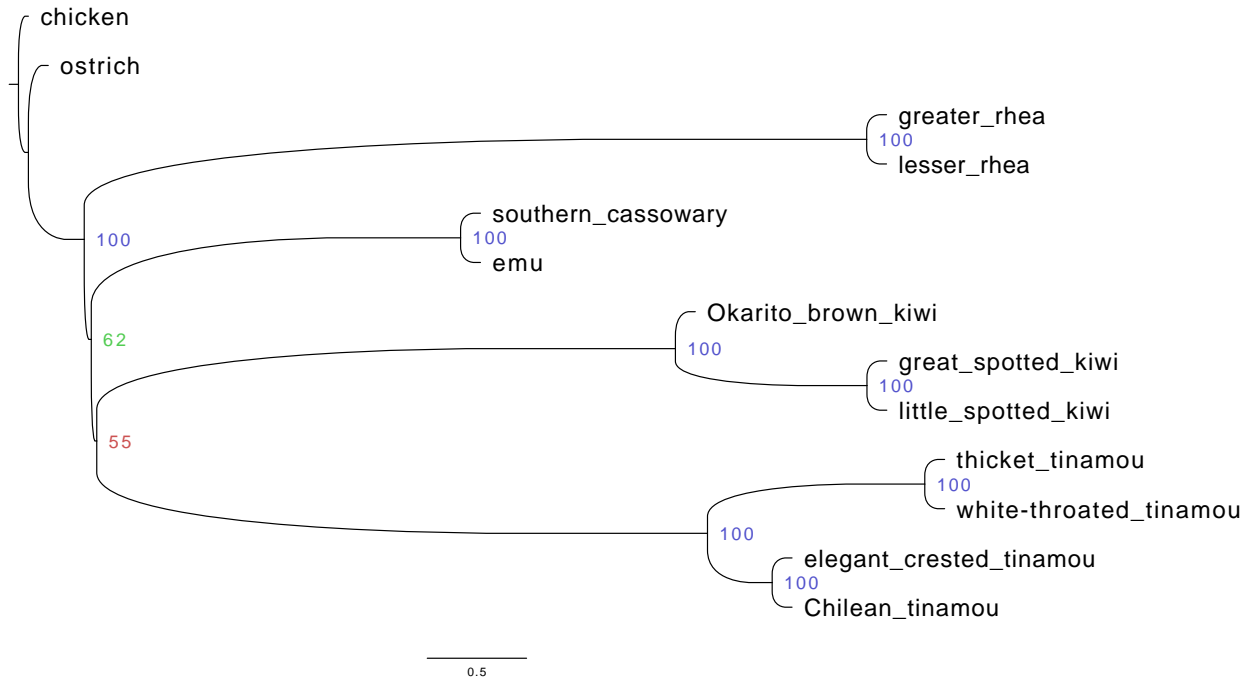 chicken
ostrich
greater_rhea
100
lesser_rhea
southern_cassowary
100
100
emu
Okarito_brown_kiwi
62
100
great_spotted_kiwi
100
little_spotted_kiwi
55
thicket_tinamou
100
white-throated_tinamou
100
elegant_crested_tinamou
100
Chilean_tinamou
0.5